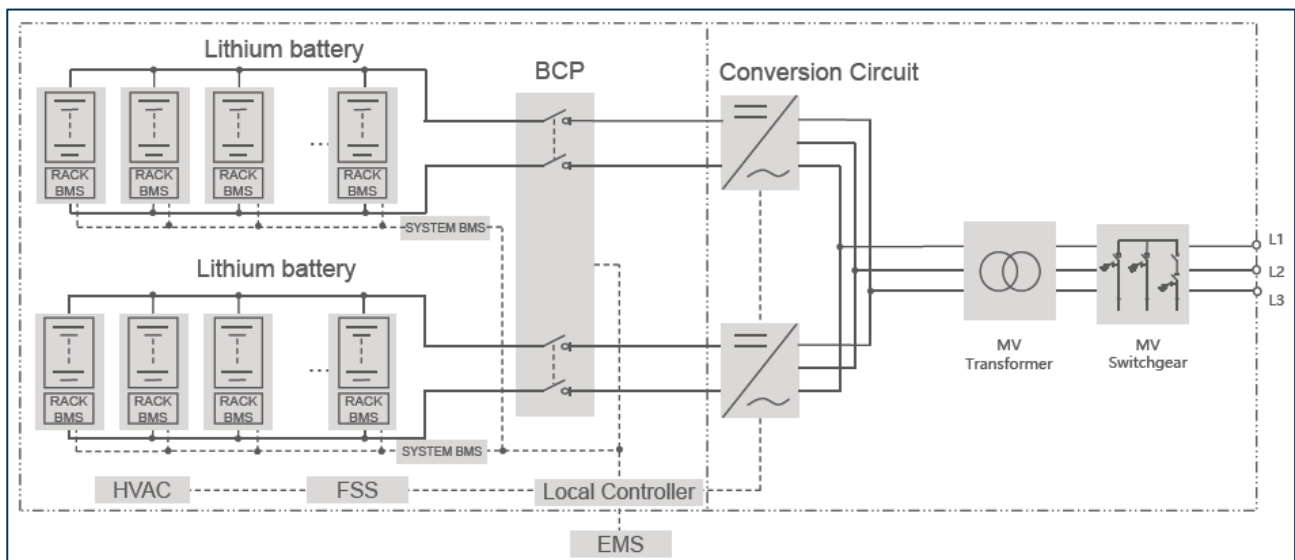 Lithium battery
BCP
Conversion Circuit
RACK
BMS
RACK
BMS
RACK
BMS
RACK
BMS
SYSTEM BMS
L1
L2
L3
Lithium battery
MV
Transformer
MV
Switchgear
RACK
BMS
RACK
BMS
RACK
BMS
RACK
BMS
SYSTEM BMS
HVAC
FSS
Local Controller
EMS